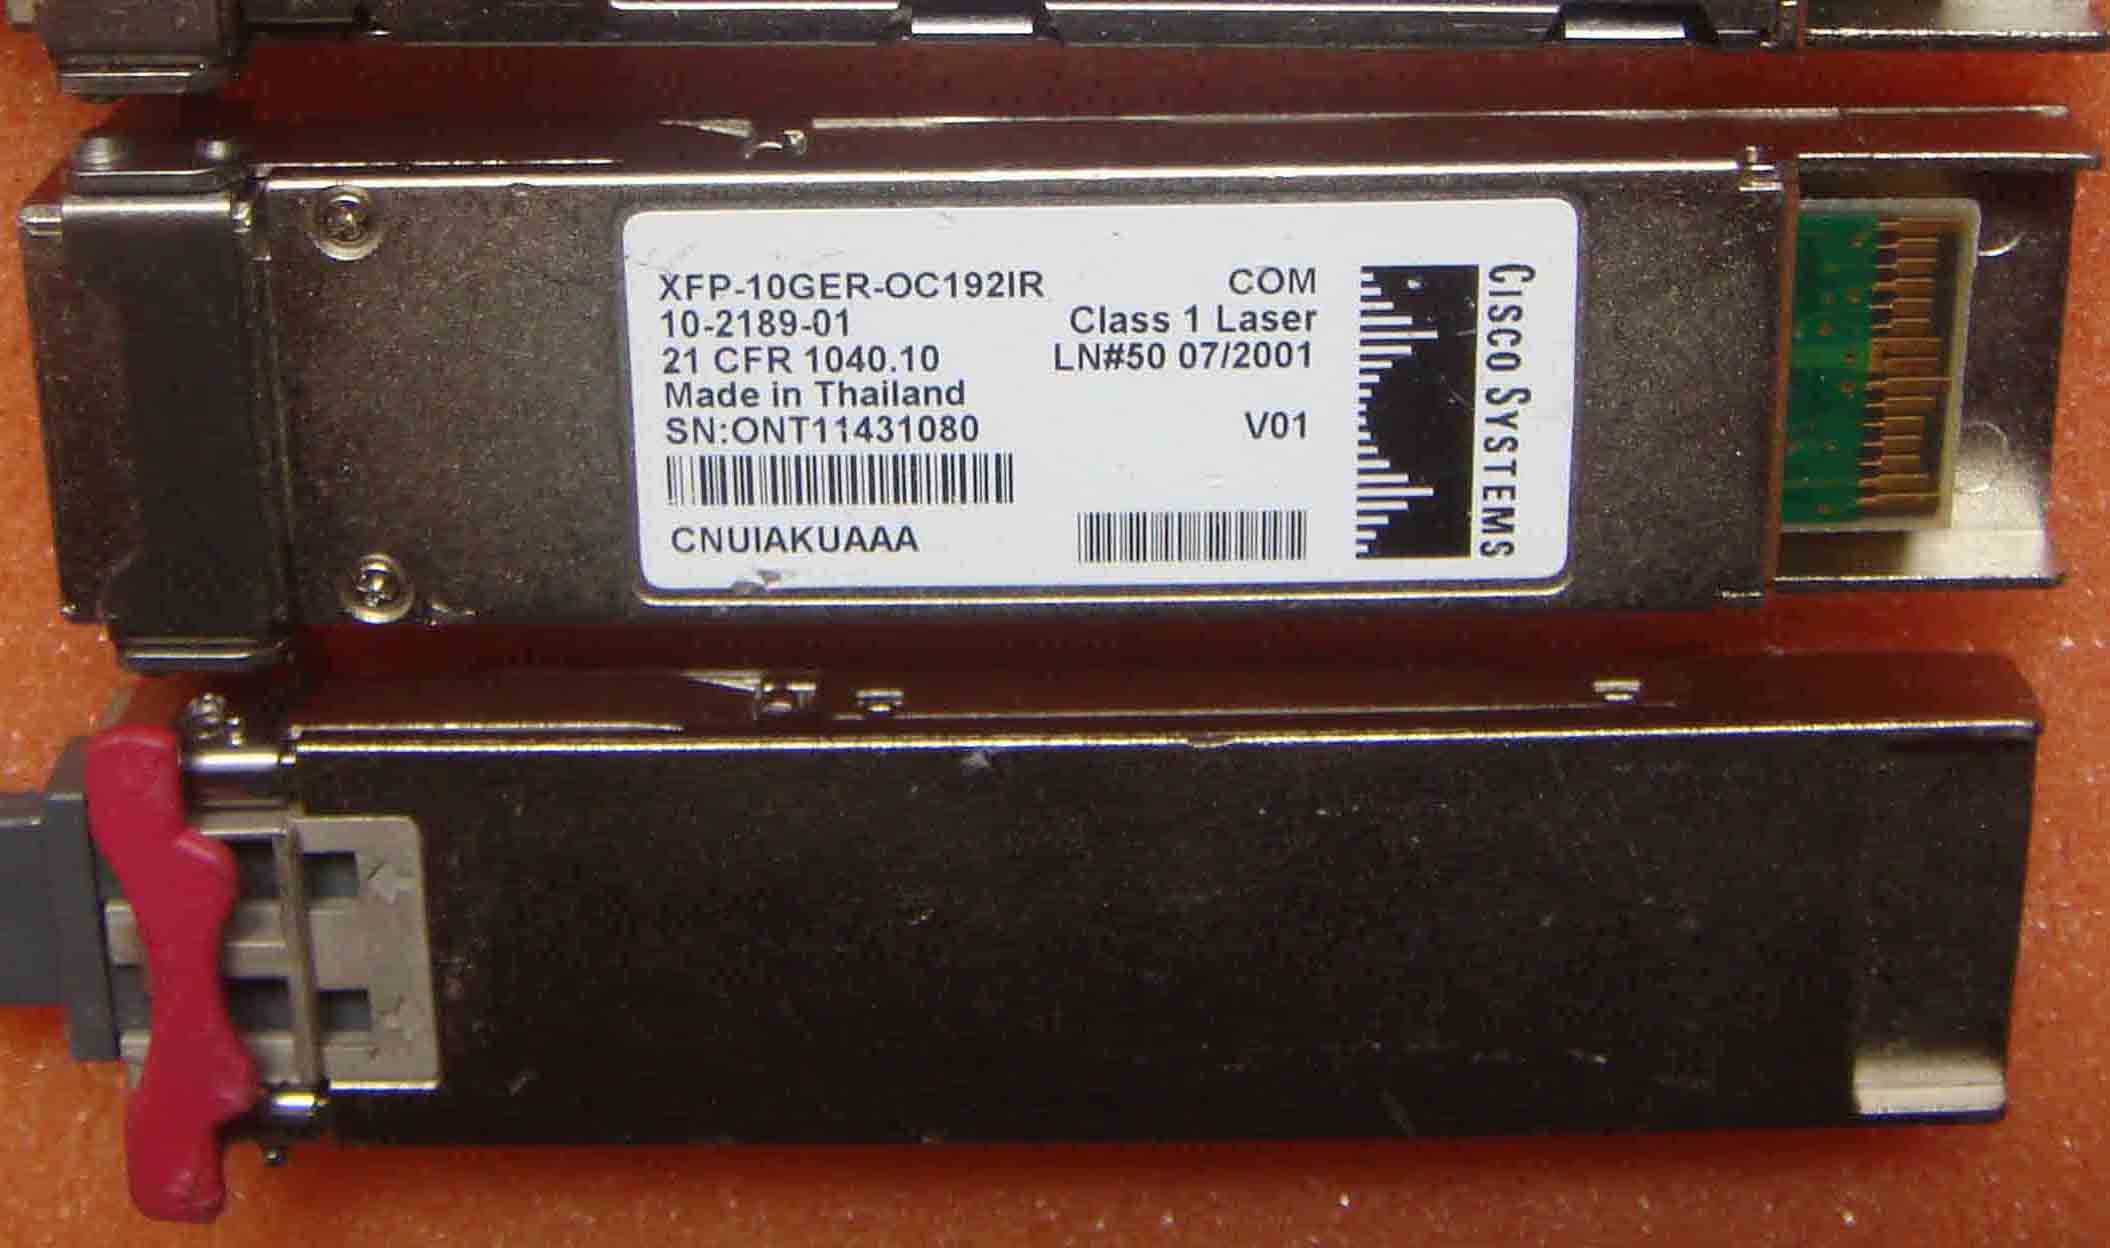 XFP-10GER-OC192IR COM
10-2189-01 Class 1 Laser
21 CFR 1040.10 LN#50 07/2001
Made in Thailand
SN:ONT11431080 V01
CNUIAKUAAA
CISCO SYSTEMS